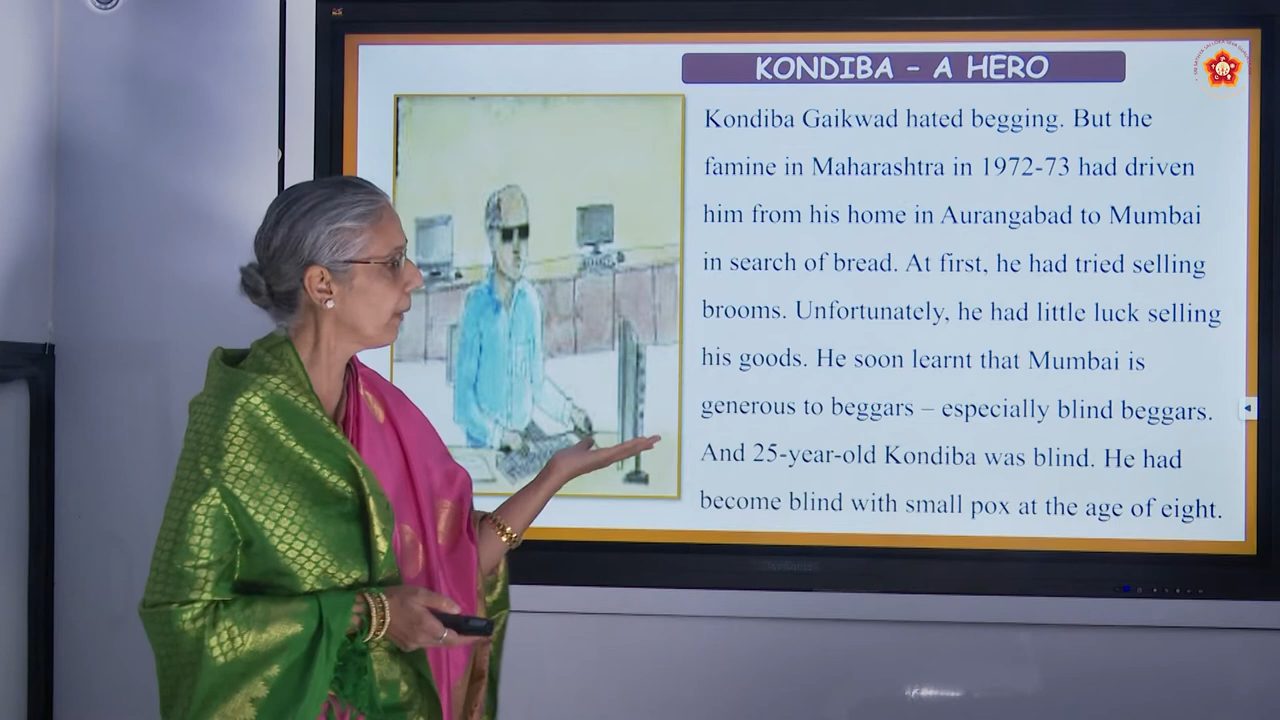 KONDIBA – A HERO
Kondiba Gaikwad hated begging. But the
famine in Maharashtra in 1972-73 had driven
him from his home in Aurangabad to Mumbai
in search of bread. At first, he had tried selling
brooms. Unfortunately, he had little luck selling
his goods. He soon learnt that Mumbai is
generous to beggars – especially blind beggars.
And 25-year-old Kondiba was blind. He had
become blind with small pox at the age of eight.